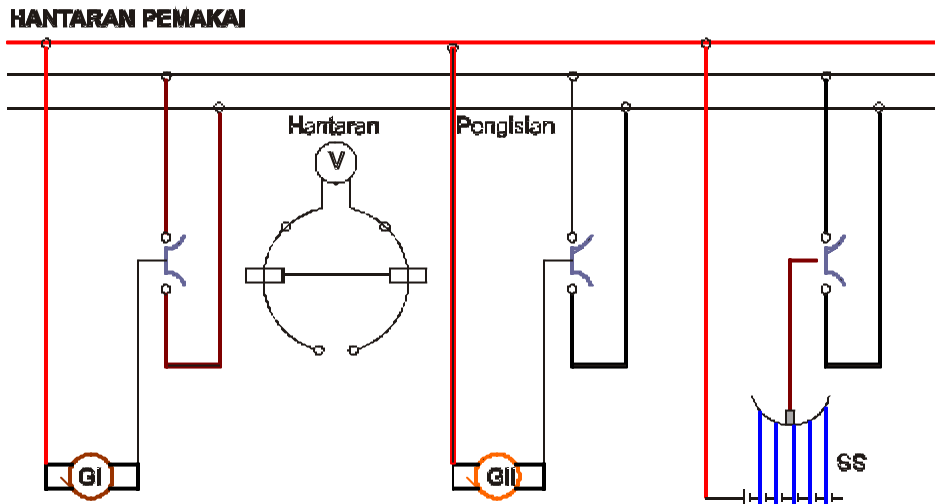 HANTARAN PEMAKAI
Hantaran Pengisian
V
GI
GII
SS